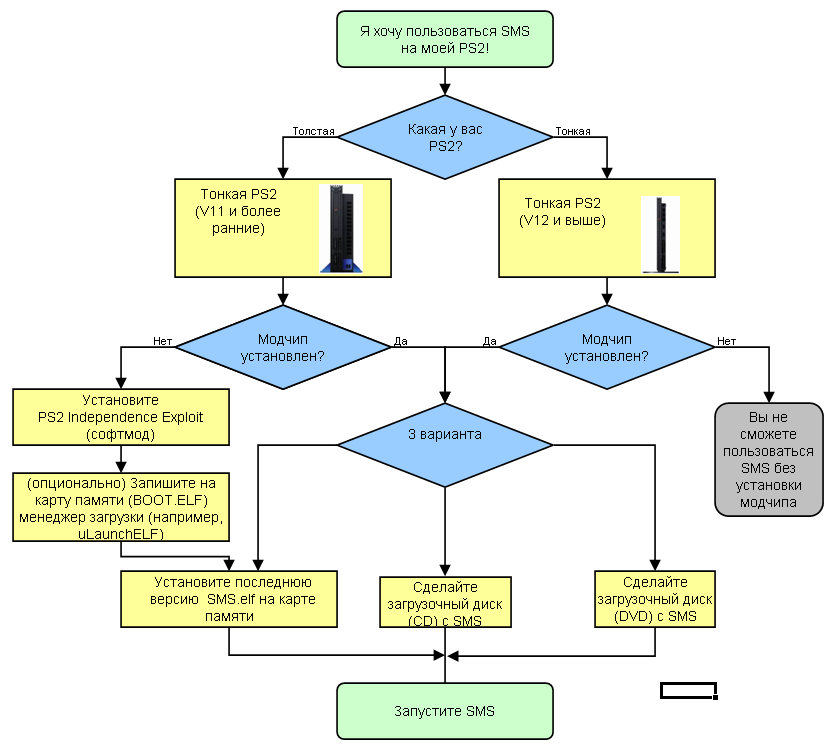 Я хочу пользоваться SMS
на моей PS2!
Какая у вас
PS2?
Толстая
Тонкая
Тонкая PS2
(V11 и более
ранние)
Тонкая PS2
(V12 и выше)
Модчип
установлен?
Модчип
установлен?
Нет
Да
Да
Нет
Установите
PS2 Independence Exploit
(софтмод)
3 варианта
Вы не
сможете
пользоваться
SMS без
установки
модчипа
(опционально) Запишите на
карту памяти (BOOT.ELF)
менеджер загрузки (например,
uLaunchELF)
Установите последнюю
версию SMS.elf на карте
памяти
Сделайте
загрузочный диск
(CD) с SMS
Сделайте
загрузочный диск
(DVD) с SMS
Запустите SMS